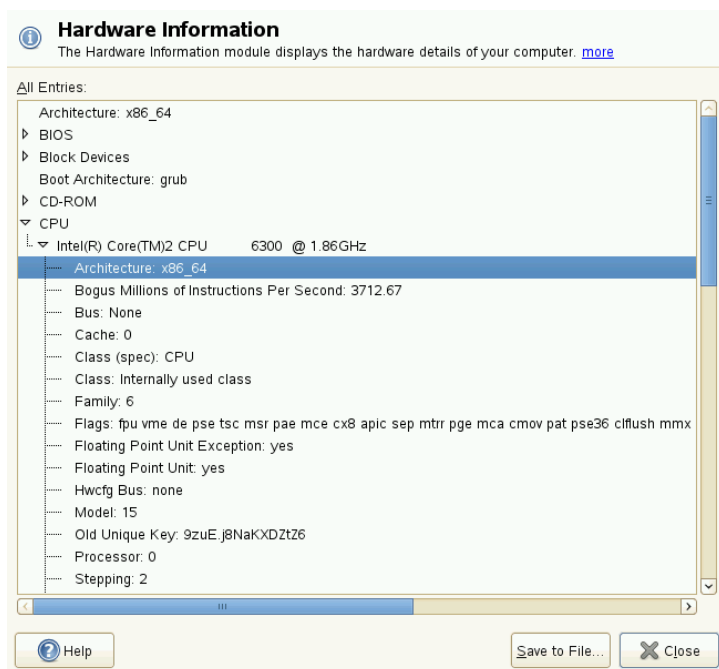 Hardware Information
The Hardware Information module displays the hardware details of your computer. more
All Entries:
Architecture: x86_64
BIOS
Block Devices
Boot Architecture: grub
CD-ROM
CPU
Intel(R) Core(TM)2 CPU 6300 @ 1.86GHz
Architecture: x86_64
Bogus Millions of Instructions Per Second: 3712.67
Bus: None
Cache: 0
Class (spec): CPU
Class: Internally used class
Family: 6
Flags: fpu vme de pse tsc msr pae mce cx8 apic sep mtrr pge mca cmov pat pse36 clflush mmx
Floating Point Unit Exception: yes
Floating Point Unit: yes
Hwcfg Bus: none
Model: 15
Old Unique Key: 9zuE.j8NaKXDZtZ6
Processor: 0
Stepping: 2
Help
Save to File...
Close